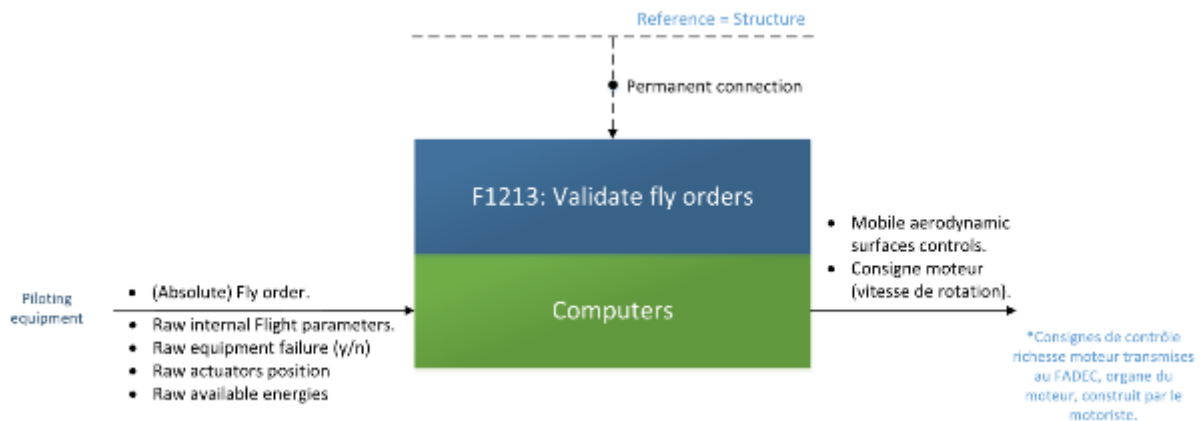 Reference = Structure
Permanent connection
F1213: Validate fly orders
Computers
Piloting
equipment
• (Absolute) Fly order.
• Raw internal Flight parameters.
• Raw equipment failure (y/n)
• Raw actuators position
• Raw available energies
• Mobile aerodynamic
surfaces controls.
• Consigne moteur
(vitesse de rotation).
*Consignes de contrôle
richesse moteur transmises
au FADEC, organe du
moteur, construit par le
motoriste.